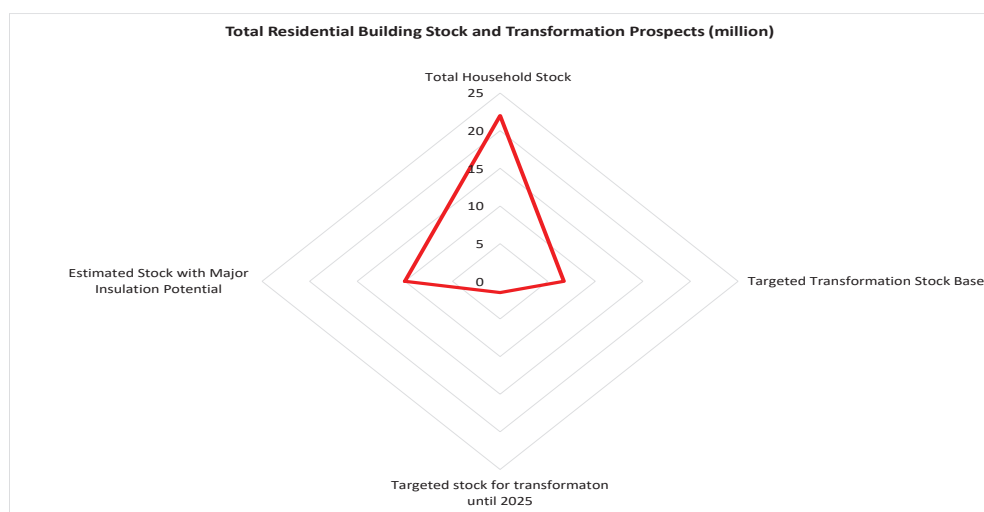 Total Residential Building Stock and Transformation Prospects (million)
Total Household Stock
25
20
15
10
5
0
Estimated Stock with Major
Insulation Potential
Targeted Transformation Stock Base
Targeted stock for transformaton
until 2025